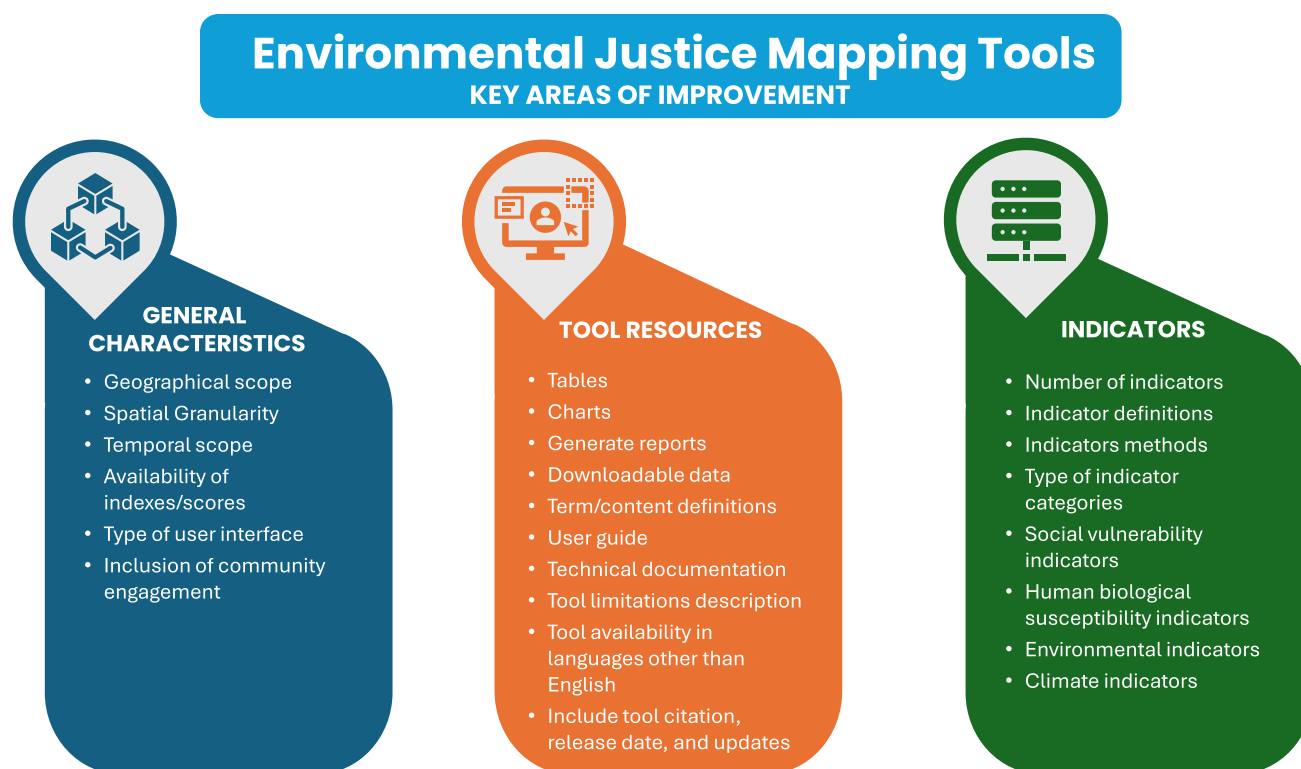 Environmental Justice Mapping Tools
KEY AREAS OF IMPROVEMENT
GENERAL
CHARACTERISTICS
• Geographical scope
• Spatial Granularity
• Temporal scope
• Availability of
indexes/scores
• Type of user interface
• Inclusion of community
engagement
TOOL RESOURCES
• Tables
• Charts
• Generate reports
• Downloadable data
• Term/content definitions
• User guide
• Technical documentation
• Tool limitations description
• Tool availability in
languages other than
English
• Include tool citation,
release date, and updates
INDICATORS
• Number of indicators
• Indicator definitions
• Indicators methods
• Type of indicator
categories
• Social vulnerability
indicators
• Human biological
susceptibility indicators
• Environmental indicators
• Climate indicators